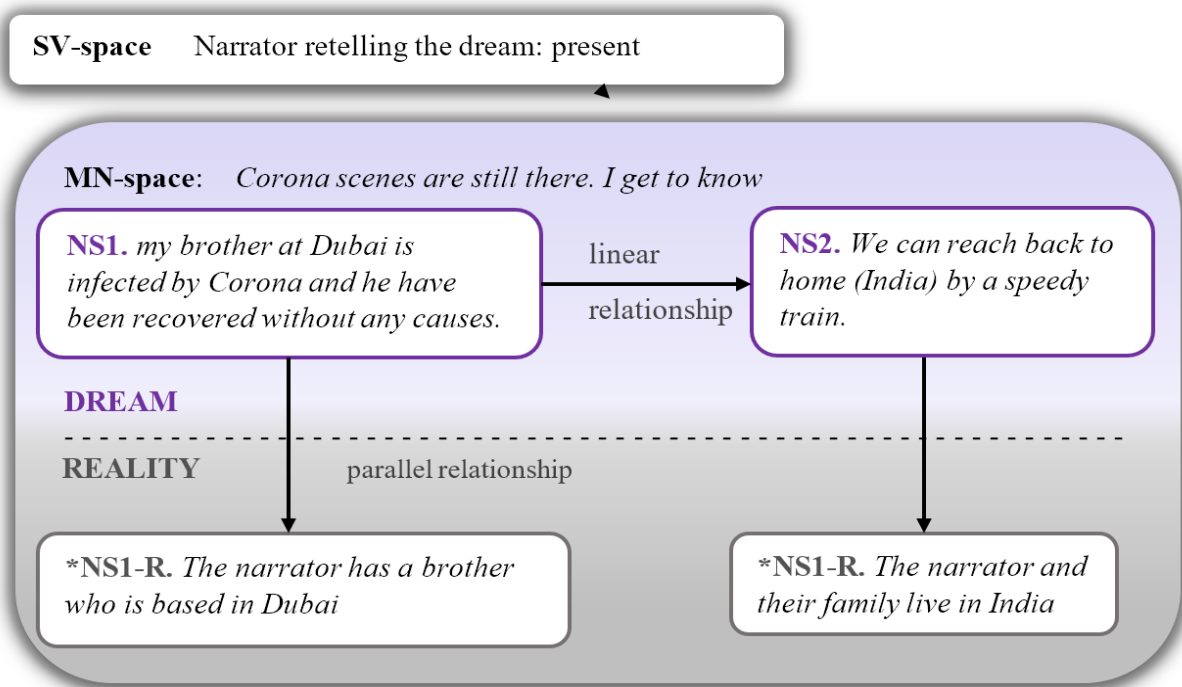 SV-space Narrator retelling the dream: present
MN-space: Corona scenes are still there. I get to know
NS1. my brother at Dubai is
infected by Corona and he have
been recovered without any causes.
linear
relationship
NS2. We can reach back to
home (India) by a speedy
train.
DREAM
REALITY
parallel relationship
*NS1-R. The narrator has a brother
who is based in Dubai
*NS1-R. The narrator and
their family live in India